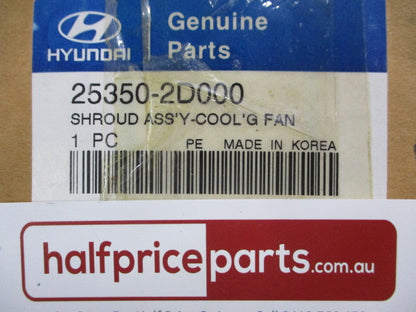 HYUNDAI
Genuine
Parts
25350-2D000
SHROUD ASS'Y-COOL'G FAN
1 PC PE MADE IN KOREA
halfpriceparts.com.au